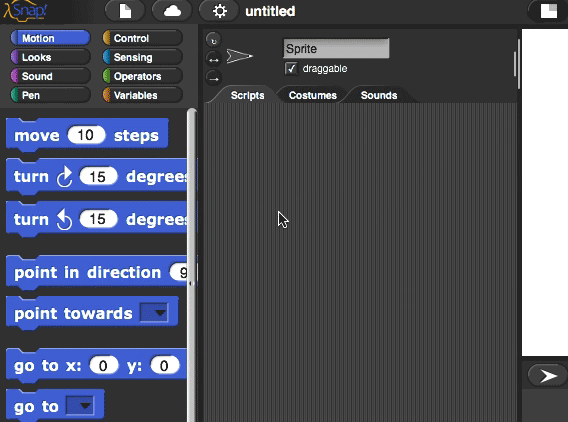 Snap! untitled
Motion Control
Looks Sensing
Sound Operators
Pen Variables
Sprite
draggable
Scripts Costumes Sounds
move 10 steps
turn 15 degrees
turn 15 degrees
point in direction 9
point towards
go to x: 0 y: 0
go to